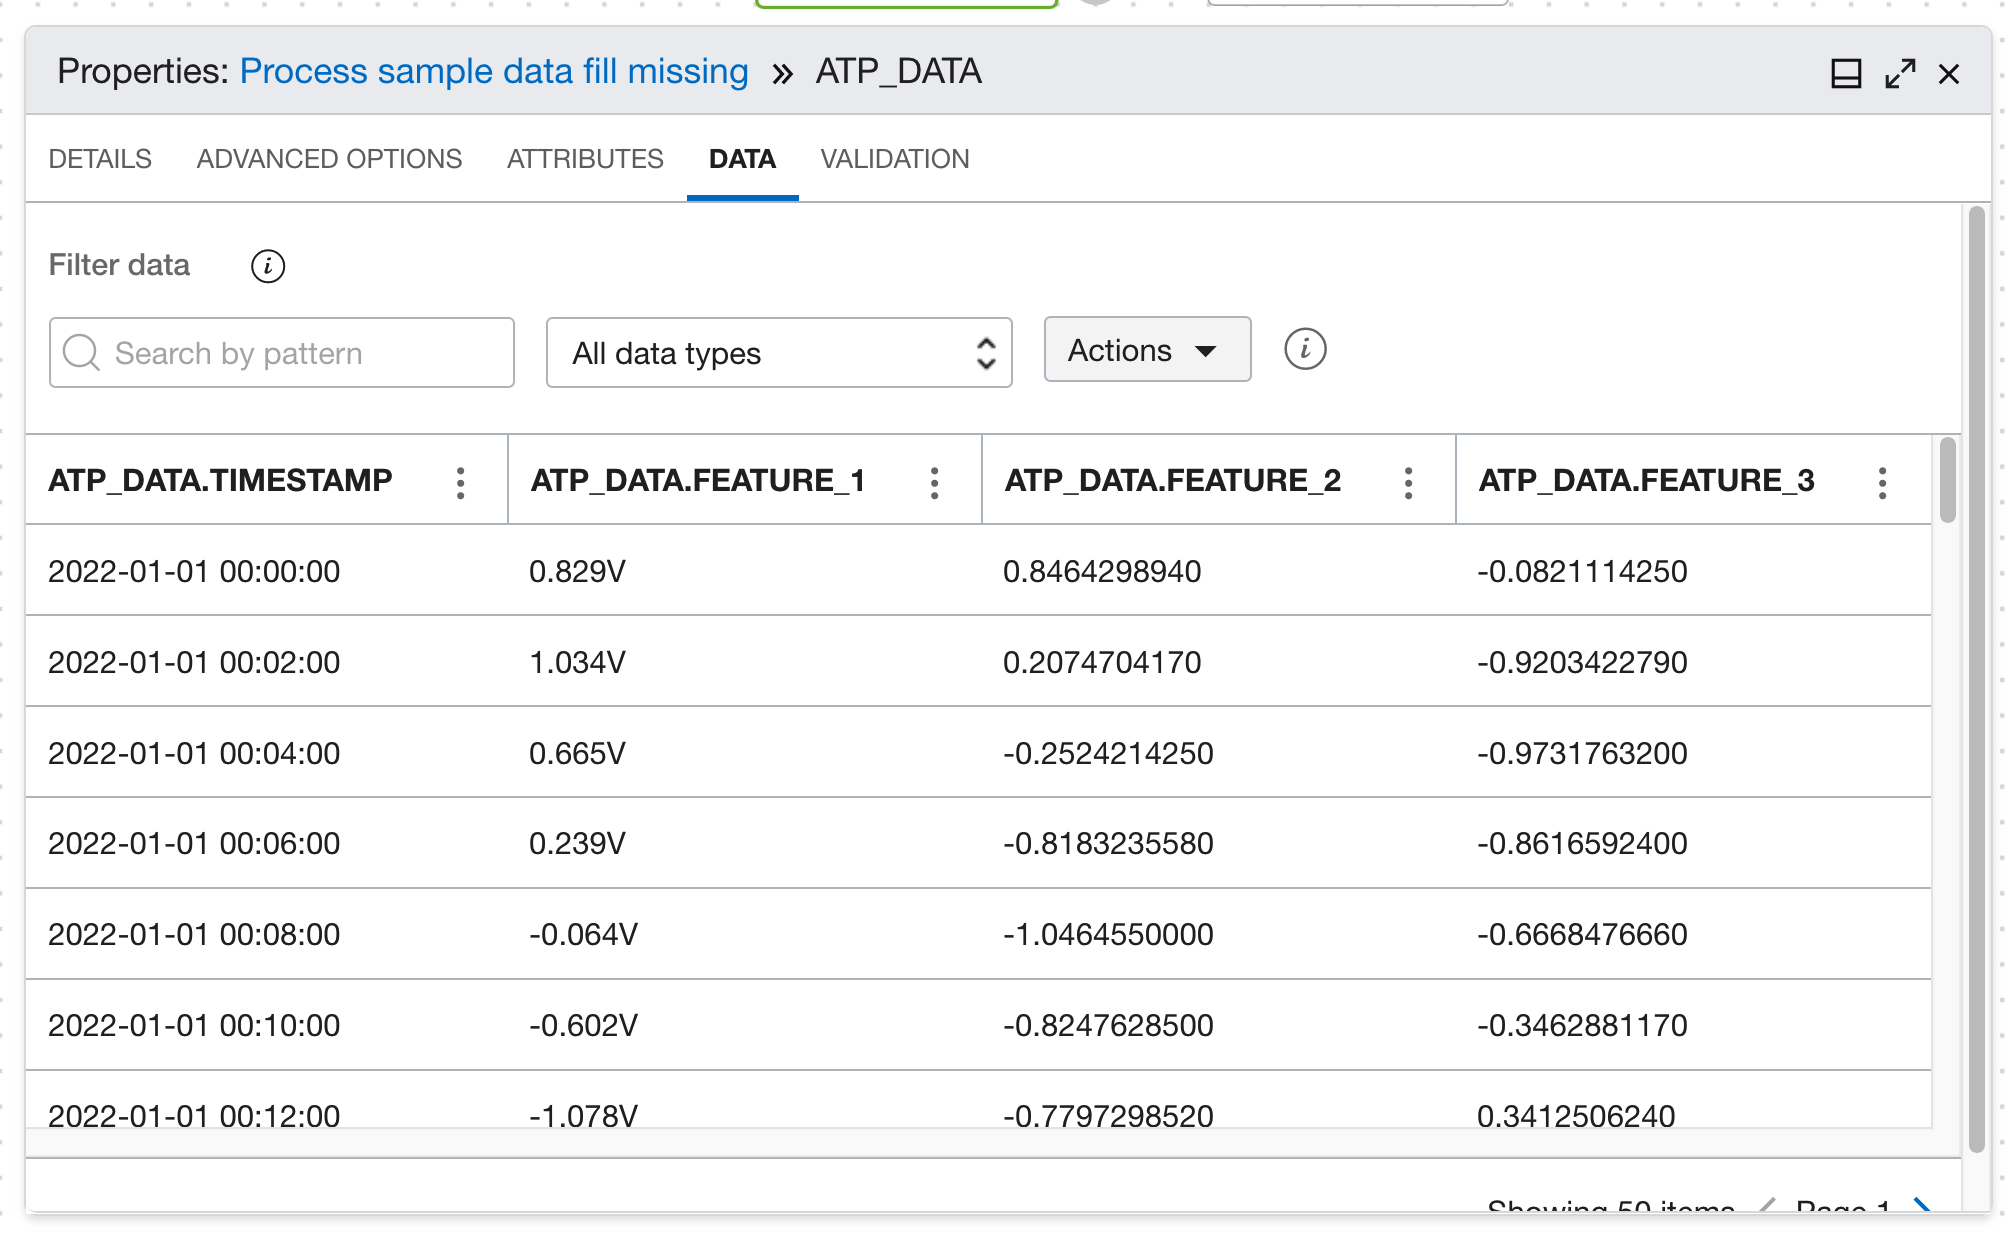 Properties: Process sample data fill missing » ATP_DATA
DETAILS ADVANCED OPTIONS ATTRIBUTES DATA VALIDATION
Filter data i
Search by pattern All data types Actions i
ATP_DATA.TIMESTAMP ATP_DATA.FEATURE_1 ATP_DATA.FEATURE_2 ATP_DATA.FEATURE_3
2022-01-01 00:00:00 0.829V 0.8464298940 -0.0821114250
2022-01-01 00:02:00 1.034V 0.2074704170 -0.9203422790
2022-01-01 00:04:00 0.665V -0.2524214250 -0.9731763200
2022-01-01 00:06:00 0.239V -0.8183235580 -0.8616592400
2022-01-01 00:08:00 -0.064V -1.0464550000 -0.6668476660
2022-01-01 00:10:00 -0.602V -0.8247628500 -0.3462881170
2022-01-01 00:12:00 -1.078V -0.7797298520 0.3412506240
Showing 50 items Page 1